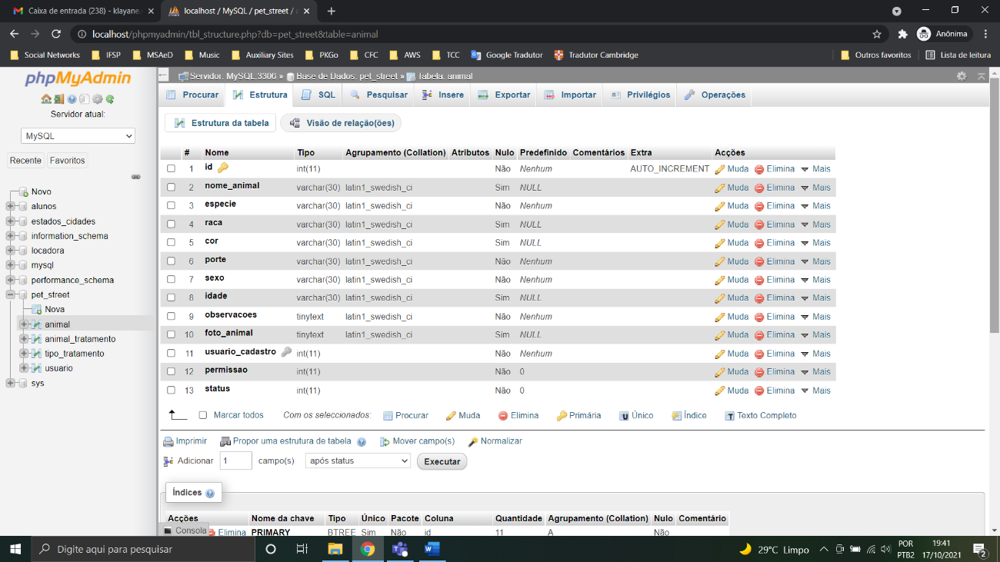 Caixa de entrada (238) - klayane.
localhost / MySQL / pet_street /
localhost/phpmyadmin/tbl_structure.php?db=pet_street&table=animal
Anônima
Social Networks IFSP MSAeD Music Auxiliary Sites PKGo CFC AWS TCC Google Tradutor Tradutor Cambridge Outros favoritos Lista de leitura
phpMyAdmin
Servidor atual:
MySQL
Recente Favoritos
Novo
alunos
estados_cidades
information_schema
locadora
mysql
performance_schema
pet_street
Nova
animal
animal_tratamento
tipo_tratamento
usuario
sys
Servidor: MySQL:3306 » Base de Dados: pet_street » Tabela: animal
Procurar Estrutura SQL Pesquisar Insere Exportar Importar Privilégios Operações
Estrutura da tabela Visão de relação(ões)
# Nome Tipo Agrupamento (Collation) Atributos Nulo Predefinido Comentários Extra Acções
1 id int(11) Não Nenhum AUTO_INCREMENT Muda Elimina Mais
2 nome_animal varchar(30) latin1_swedish_ci Sim NULL Muda Elimina Mais
3 especie varchar(30) latin1_swedish_ci Não Nenhum Muda Elimina Mais
4 raca varchar(30) latin1_swedish_ci Sim NULL Muda Elimina Mais
5 cor varchar(30) latin1_swedish_ci Não Nenhum Muda Elimina Mais
6 porte varchar(30) latin1_swedish_ci Não Nenhum Muda Elimina Mais
7 sexo varchar(30) latin1_swedish_ci Não Nenhum Muda Elimina Mais
8 idade varchar(30) latin1_swedish_ci Sim NULL Muda Elimina Mais
9 observacoes tinytext latin1_swedish_ci Não Nenhum Muda Elimina Mais
10 foto_animal tinytext latin1_swedish_ci Sim NULL Muda Elimina Mais
11 usuario_cadastro int(11) Não Nenhum Muda Elimina Mais
12 permissao int(11) Não 0 Muda Elimina Mais
13 status int(11) Não 0 Muda Elimina Mais
Marcar todos Com os seleccionados: Procurar Muda Elimina Primária Único Índice Texto Completo
Imprimir Propor uma estrutura de tabela Mover campo(s) Normalizar
Adicionar 1 campo(s) após status Executar
Índices
Acções Nome da chave Tipo Único Pacote Coluna Quantidade Agrupamento (Collation) Nulo Comentário
Consola Elimina PRIMARY BTREE Sim Não id 11 A Não
Digite aqui para pesquisar
29°C Limpo
POR
PTB2
19:41
17/10/2021
2